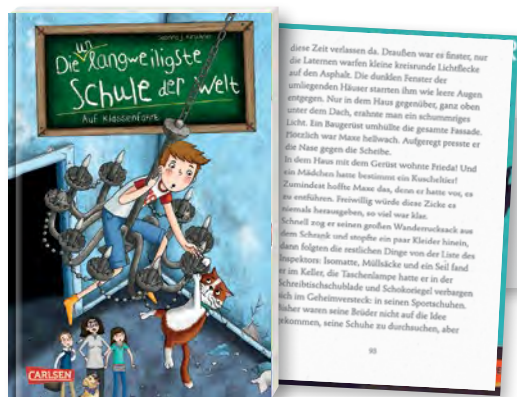 Sabrina J. Kirschner
Die unlangweiligste
Schule der Welt
Auf Klassenfahrt
CARLSEN
diese Zeit verlassen da. Draußen war es finster, nur
die Laternen warfen kleine kreisrunde Lichtflecke
auf den Asphalt. Die dunklen Fenster der
umliegenden Häuser starrten ihm wie leere Augen
entgegen. Nur in dem Haus gegenüber, ganz oben
unter dem Dach, erahnte man ein schummriges
Licht. Ein Baugerüst umhüllte die gesamte Fassade.
Plötzlich war Maxe hellwach. Aufgeregt presste er
die Nase gegen die Scheibe.
In dem Haus mit dem Gerüst wohnte Frieda! Und
ein Mädchen hatte bestimmt ein Kuscheltier!
Zumindest hoffte Maxe das, denn er hatte vor, es
zu entführen. Freiwillig würde diese Zicke es
niemals herausgeben, so viel war klar.
Schnell zog er seinen großen Wanderrucksack aus
dem Schrank und stopfte ein paar Kleider hinein,
dann folgten die restlichen Dinge von der Liste des
Inspektors: Isomatte, Müllsäcke und ein Seil fand
er im Keller, die Taschenlampe hatte er in der
Schreibtischschublade und Schokoriegel verbargen
sich im Geheimversteck: in seinen Sportschuhen.
Bisher waren seine Brüder nicht auf die Idee
gekommen, seine Schuhe zu durchsuchen, aber
93